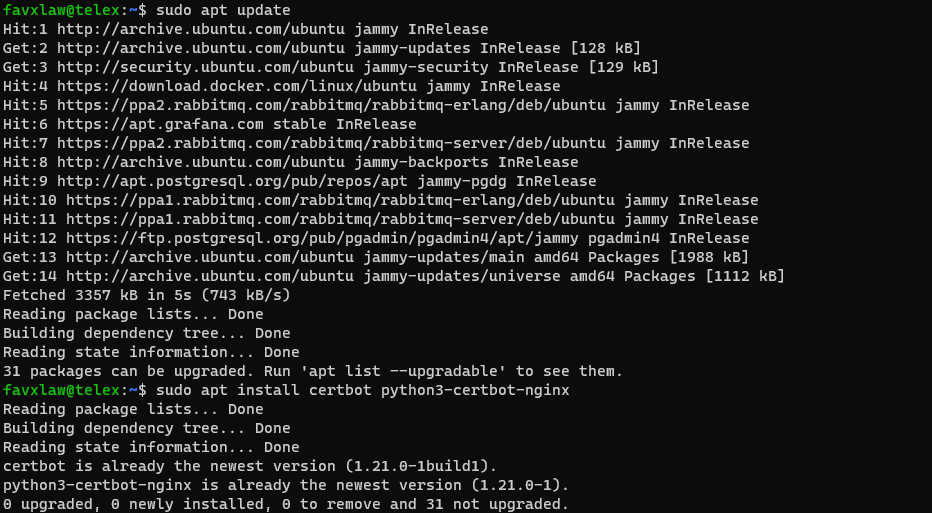 favxlaw@telex:~$ sudo apt update
Hit:1 http://archive.ubuntu.com/ubuntu jammy InRelease
Get:2 http://archive.ubuntu.com/ubuntu jammy-updates InRelease [128 kB]
Get:3 http://security.ubuntu.com/ubuntu jammy-security InRelease [129 kB]
Hit:4 https://download.docker.com/linux/ubuntu jammy InRelease
Hit:5 https://ppa2.rabbitmq.com/rabbitmq/rabbitmq-erlang/deb/ubuntu jammy InRelease
Hit:6 https://apt.grafana.com stable InRelease
Hit:7 https://ppa2.rabbitmq.com/rabbitmq/rabbitmq-server/deb/ubuntu jammy InRelease
Hit:8 http://archive.ubuntu.com/ubuntu jammy-backports InRelease
Hit:9 http://apt.postgresql.org/pub/repos/apt jammy-pgdg InRelease
Hit:10 https://ppa1.rabbitmq.com/rabbitmq/rabbitmq-erlang/deb/ubuntu jammy InRelease
Hit:11 https://ppa1.rabbitmq.com/rabbitmq/rabbitmq-server/deb/ubuntu jammy InRelease
Hit:12 https://ftp.postgresql.org/pub/pgadmin/pgadmin4/apt/jammy pgadmin4 InRelease
Get:13 http://archive.ubuntu.com/ubuntu jammy-updates/main amd64 Packages [1988 kB]
Get:14 http://archive.ubuntu.com/ubuntu jammy-updates/universe amd64 Packages [1112 kB]
Fetched 3357 kB in 5s (743 kB/s)
Reading package lists... Done
Building dependency tree... Done
Reading state information... Done
31 packages can be upgraded. Run 'apt list --upgradable' to see them.
favxlaw@telex:~$ sudo apt install certbot python3-certbot-nginx
Reading package lists... Done
Building dependency tree... Done
Reading state information... Done
certbot is already the newest version (1.21.0-1build1).
python3-certbot-nginx is already the newest version (1.21.0-1).
0 upgraded, 0 newly installed, 0 to remove and 31 not upgraded.